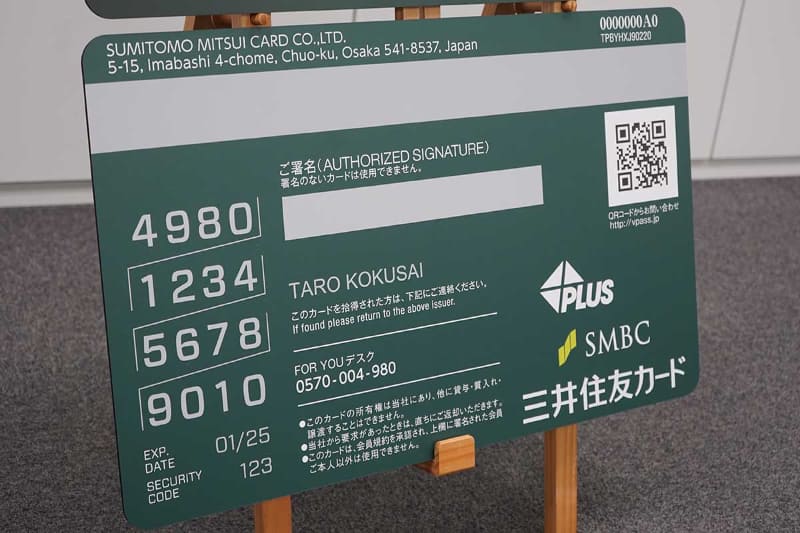 SUMITOMO MITSUI CARD CO.,LTD.
5-15, Imabashi 4-chome, Chuo-ku, Osaka 541-8537, Japan
0000000A0
TPBYHXJ90220
ご署名(AUTHORIZED SIGNATURE)
署名のないカードは使用できません。
QRコードからお問い合わせ
http://vpass.jp
4980
1234
5678
9010
EXP.
DATE
01/25
SECURITY
CODE
123
TARO KOKUSAI
このカードを拾得された方は、下記にご連絡ください。
If found please return to the above issuer.
FOR YOU デスク
0570-004-980
●このカードの所有権は当社にあり、他に貸与・質入れ・
譲渡することはできません。
●当社から要求があったときは、直ちにご返却いただきます。
●このカードは、会員規約を承認され、上欄に署名された会員
ご本人以外は使用できません。
PLUS
SMBC
三井住友カード